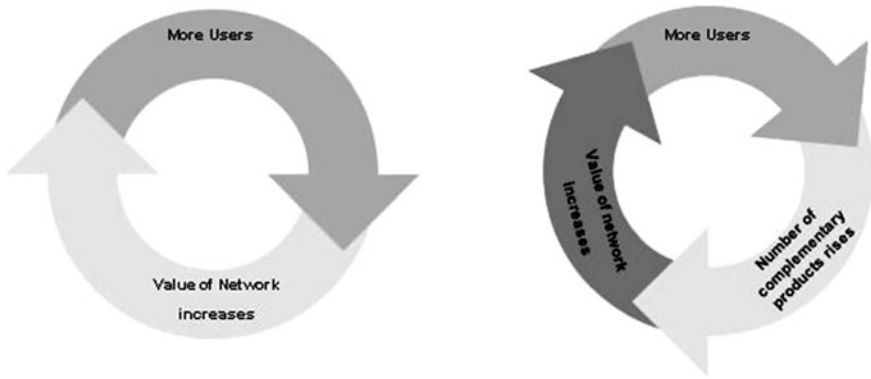 More Users
Value of Network
increases
More Users
Number of
complementary
products rises
Value of network
increases